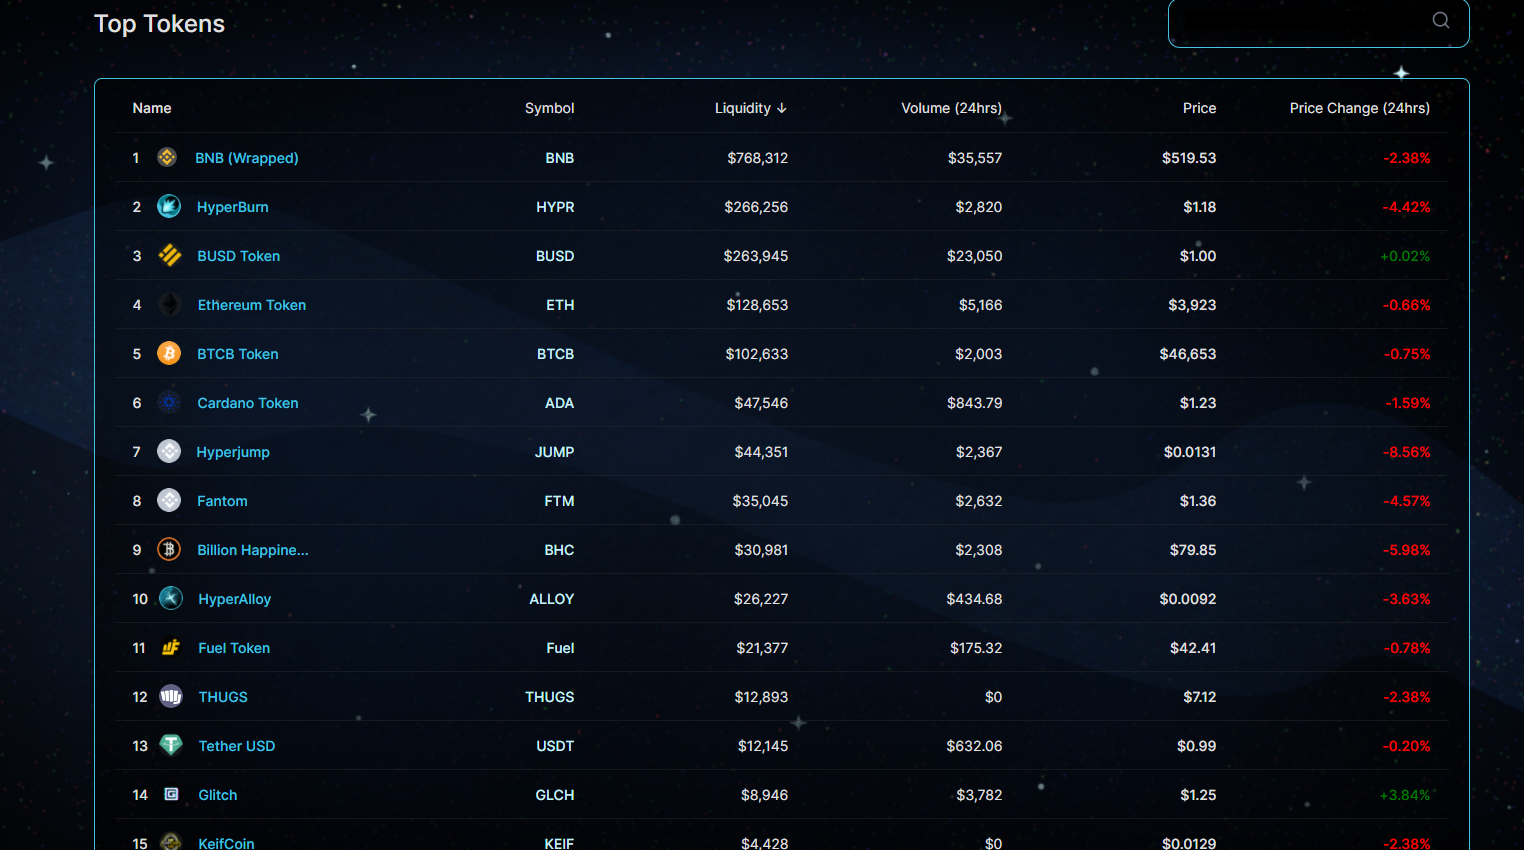 Top Tokens
Name Symbol Liquidity ↓ Volume (24hrs) Price Price Change (24hrs)
1 BNB (Wrapped) BNB $768,312 $35,557 $519.53 -2.38%
2 HyperBurn HYPR $266,256 $2,820 $1.18 -4.42%
3 BUSD Token BUSD $263,945 $23,050 $1.00 +0.02%
4 Ethereum Token ETH $128,653 $5,166 $3,923 -0.66%
5 BTCB Token BTCB $102,633 $2,003 $46,653 -0.75%
6 Cardano Token ADA $47,546 $843.79 $1.23 -1.59%
7 Hyperjump JUMP $44,351 $2,367 $0.0131 -8.56%
8 Fantom FTM $35,045 $2,632 $1.36 -4.57%
9 Billion Happine... BHC $30,981 $2,308 $79.85 -5.98%
10 HyperAlloy ALLOY $26,227 $434.68 $0.0092 -3.63%
11 Fuel Token Fuel $21,377 $175.32 $42.41 -0.78%
12 THUGS THUGS $12,893 $0 $7.12 -2.38%
13 Tether USD USDT $12,145 $632.06 $0.99 -0.20%
14 Glitch GLCH $8,946 $3,782 $1.25 +3.84%
15 KeifCoin KEIF $4,428 $0 $0.0129 -2.38%